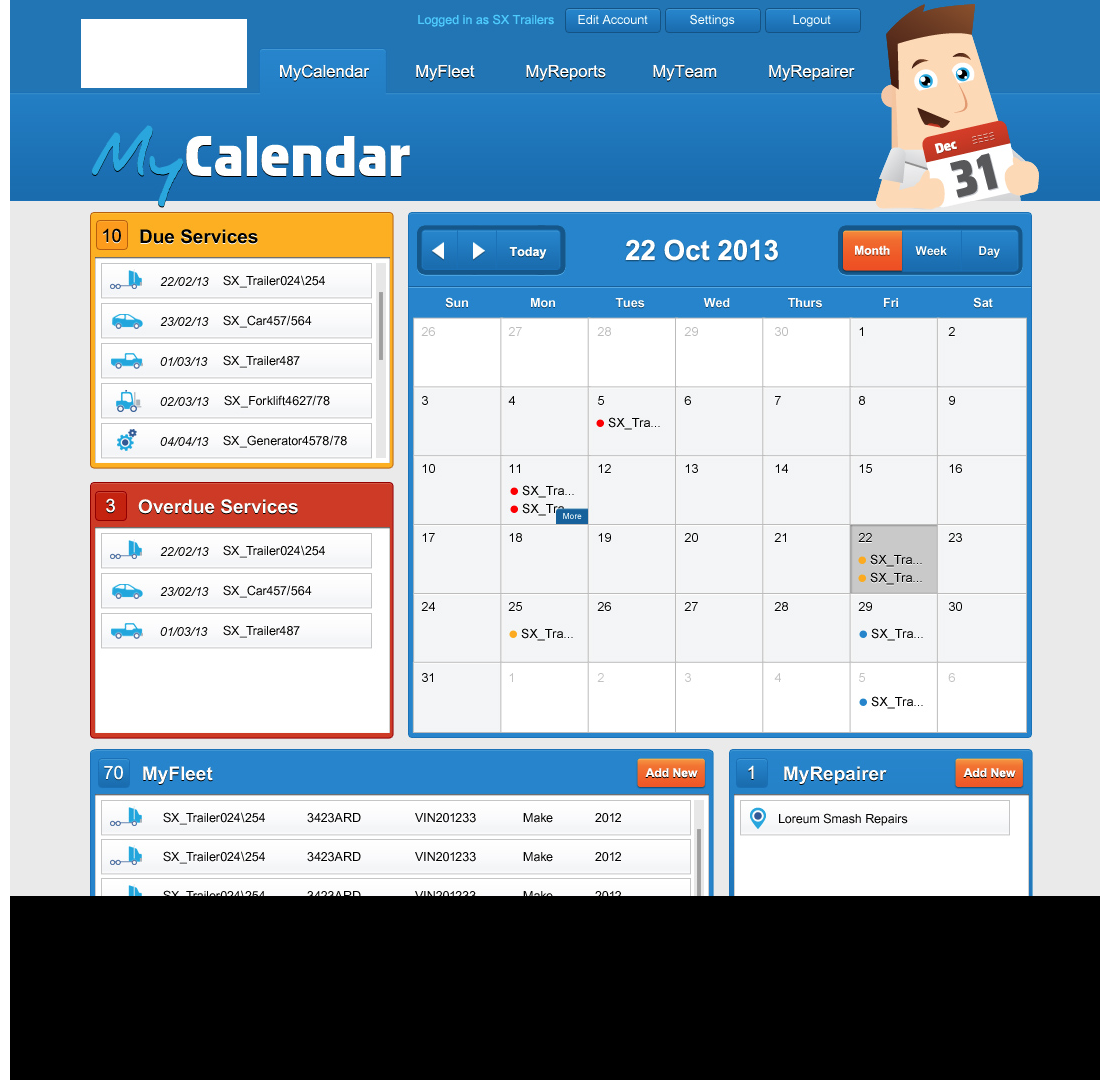 Logged in as SX Trailers Edit Account Settings Logout
MyCalendar MyFleet MyReports MyTeam MyRepairer
MyCalendar
Dec
31
10 Due Services
22/02/13 SX_Trailer024\254
23/02/13 SX_Car457/564
01/03/13 SX_Trailer487
02/03/13 SX_Forklift4627/78
04/04/13 SX_Generator4578/78
3 Overdue Services
22/02/13 SX_Trailer024\254
23/02/13 SX_Car457/564
01/03/13 SX_Trailer487
Today 22 Oct 2013 Month Week Day
Sun Mon Tues Wed Thurs Fri Sat
26 27 28 29 30 1 2
3 4 5 6 7 8 9
SX_Tra...
10 11 12 13 14 15 16
SX_Tra...
SX_Tra...
More
17 18 19 20 21 22 23
SX_Tra...
SX_Tra...
24 25 26 27 28 29 30
SX_Tra... SX_Tra...
31 1 2 3 4 5 6
SX_Tra...
70 MyFleet Add New
SX_Trailer024\254 3423ARD VIN201233 Make 2012
SX_Trailer024\254 3423ARD VIN201233 Make 2012
SX_Trailer024\254 3423ARD VIN201233 Make 2012
1 MyRepairer Add New
Loreum Smash Repairs